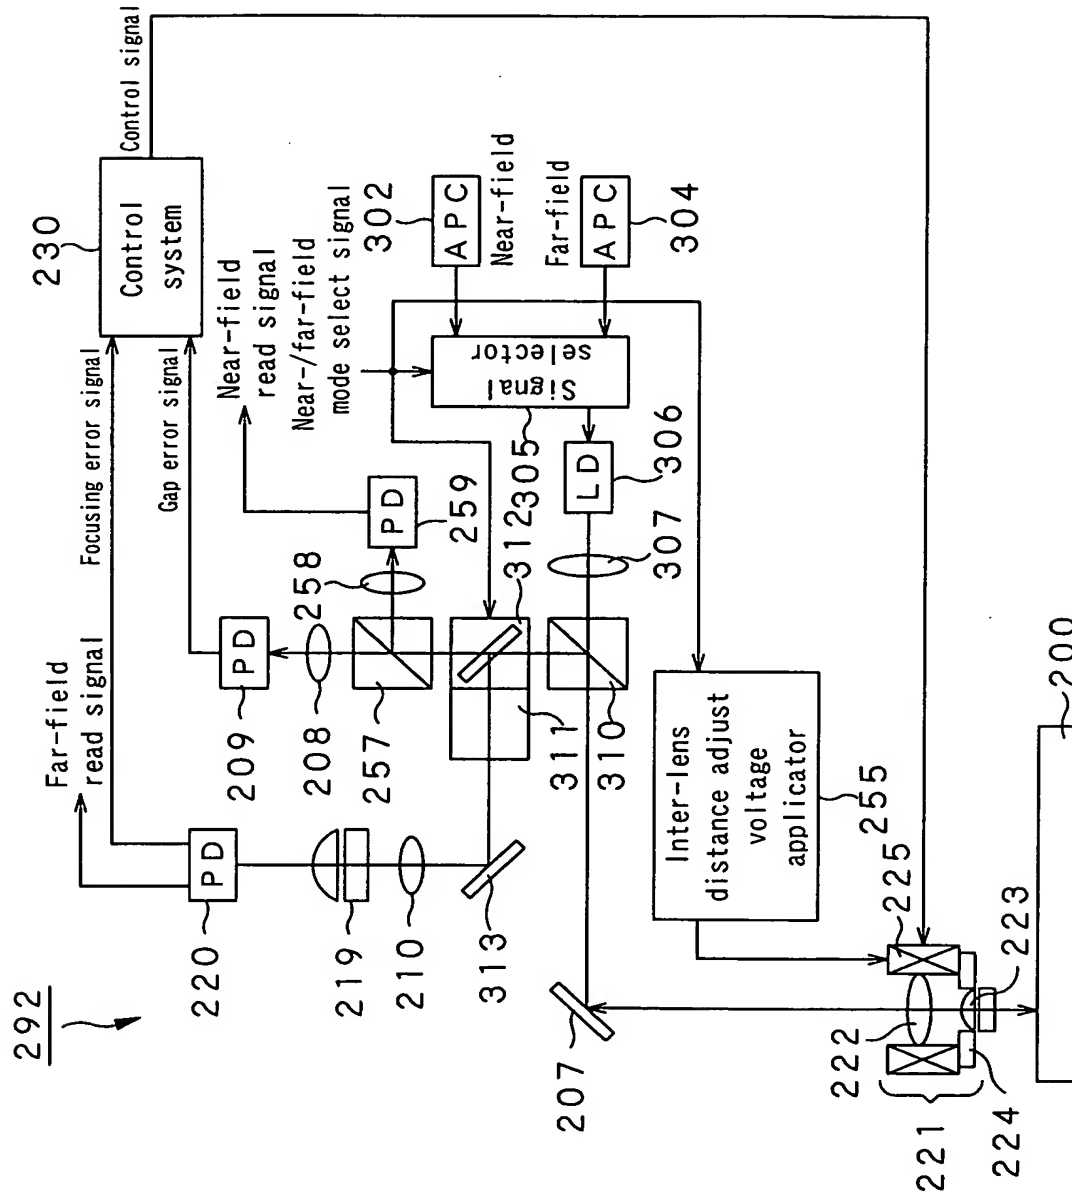 292
Far-field
read signal
Focusing error signal
Gap error signal
230
Control
system
Control signal
220
PD
219
210
313
209
PD
208
257
258
PD
259
Near-field
read signal
Near-/far-field
mode select signal
302
APC
Near-field
Far-field
APC
304
Signal
selector
305
312
311
310
LD
306
307
207
Inter-lens
distance adjust
voltage
applicator
255
225
223
222
221
224
200